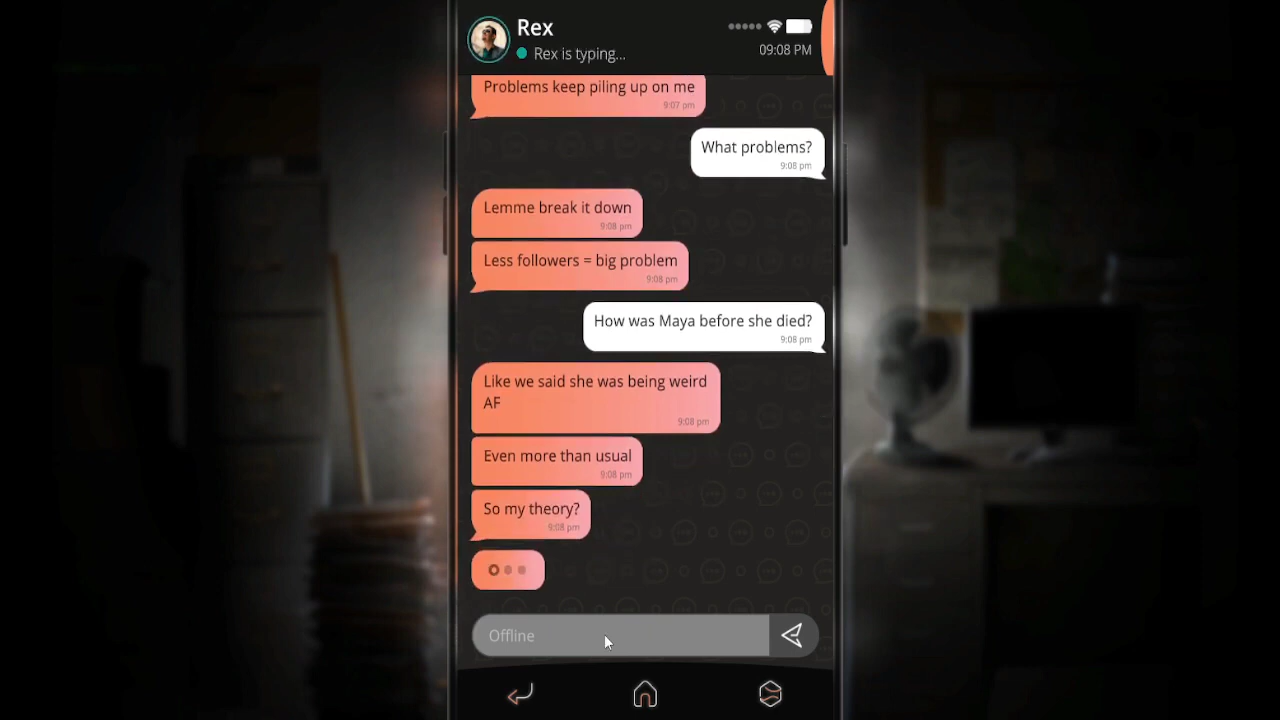 Rex
Rex is typing...
09:08 PM
Problems keep piling up on me
9:07 pm
What problems?
9:08 pm
Lemme break it down
9:08 pm
Less followers = big problem
9:08 pm
How was Maya before she died?
9:08 pm
Like we said she was being weird
AF
9:08 pm
Even more than usual
9:08 pm
So my theory?
9:08 pm
Offline